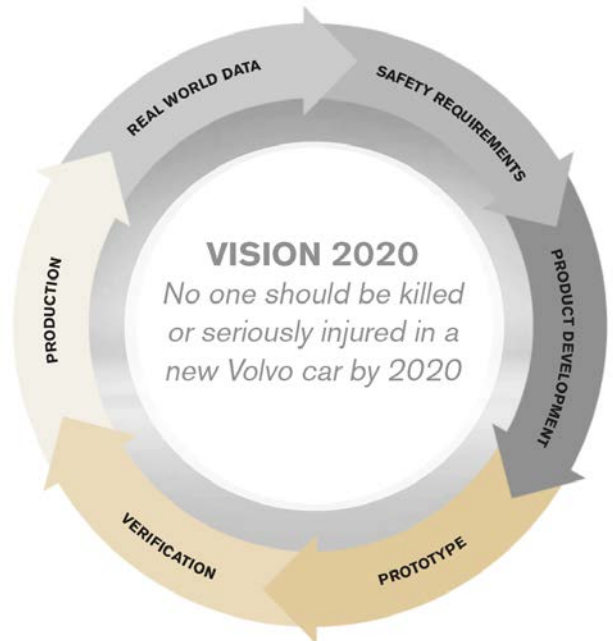 REAL WORLD DATA
SAFETY REQUIREMENTS
PRODUCT DEVELOPMENT
PROTOTYPE
VERIFICATION
PRODUCTION
VISION 2020
No one should be killed
or seriously injured in a
new Volvo car by 2020